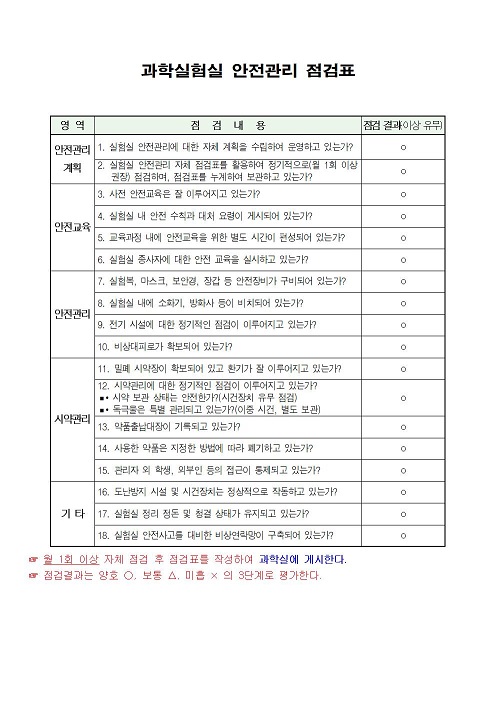 과학실험실 안전관리 점검표
영 역 점 검 내 용 점검 결과(이상 유무)
안전관리 계획
1. 실험실 안전관리에 대한 자체 계획을 수립하여 운영하고 있는가? ○
2. 실험실 안전관리 자체 점검표를 활용하여 정기적으로(월 1회 이상
권장) 점검하며, 점검표를 누계하여 보관하고 있는가? ○
안전교육
3. 사전 안전교육은 잘 이루어지고 있는가? ○
4. 실험실 내 안전 수칙과 대처 요령이 게시되어 있는가? ○
5. 교육과정 내에 안전교육을 위한 별도 시간이 편성되어 있는가? ○
6. 실험실 종사자에 대한 안전 교육을 실시하고 있는가? ○
안전관리
7. 실험복, 마스크, 보안경, 장갑 등 안전장비가 구비되어 있는가? ○
8. 실험실 내에 소화기, 방화사 등이 비치되어 있는가? ○
9. 전기 시설에 대한 정기적인 점검이 이루어지고 있는가? ○
10. 비상대피로가 확보되어 있는가? ○
시약관리
11. 밀폐 시약장이 확보되어 있고 환기가 잘 이루어지고 있는가? ○
12. 시약관리에 대한 정기적인 점검이 이루어지고 있는가?
■• 시약 보관 상태는 안전한가?(시건장치 유무 점검) ○
■• 독극물은 특별 관리되고 있는가?(이중 시건, 별도 보관)
13. 약품출납대장이 기록되고 있는가? ○
14. 사용한 약품은 지정한 방법에 따라 폐기하고 있는가? ○
15. 관리자 외 학생, 외부인 등의 접근이 통제되고 있는가? ○
기 타
16. 도난방지 시설 및 시건장치는 정상적으로 작동하고 있는가? ○
17. 실험실 정리 정돈 및 청결 상태가 유지되고 있는가? ○
18. 실험실 안전사고를 대비한 비상연락망이 구축되어 있는가? ○
☞ 월 1회 이상 자체 점검 후 점검표를 작성하여 과학실에 게시한다.
☞ 점검결과는 양호 ○, 보통 △, 미흡 × 의 3단계로 평가한다.